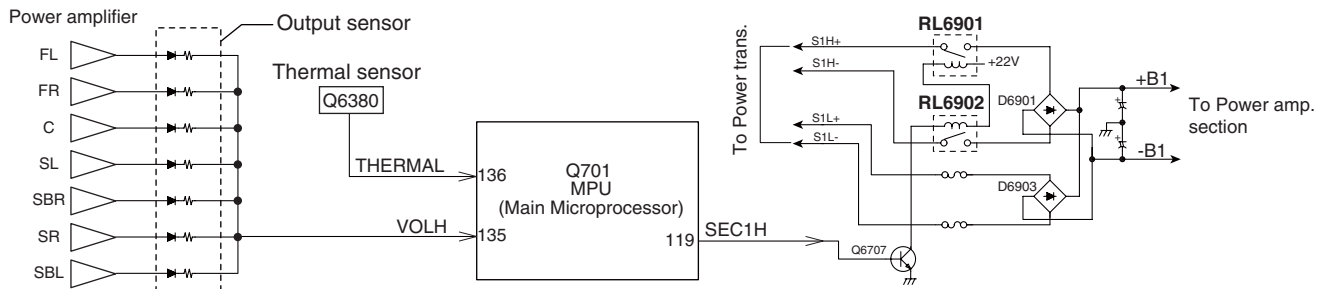 Power amplifier
Output sensor
FL
FR
C
SL
SBR
SR
SBL
Thermal sensor
Q6380
THERMAL
VOLH
136
135
Q701
MPU
(Main Microprocessor)
119
SEC1H
Q6707
To Power trans.
S1H+
S1H-
S1L+
S1L-
RL6901
+22V
RL6902
D6901
D6903
+B1
-B1
To Power amp.
section